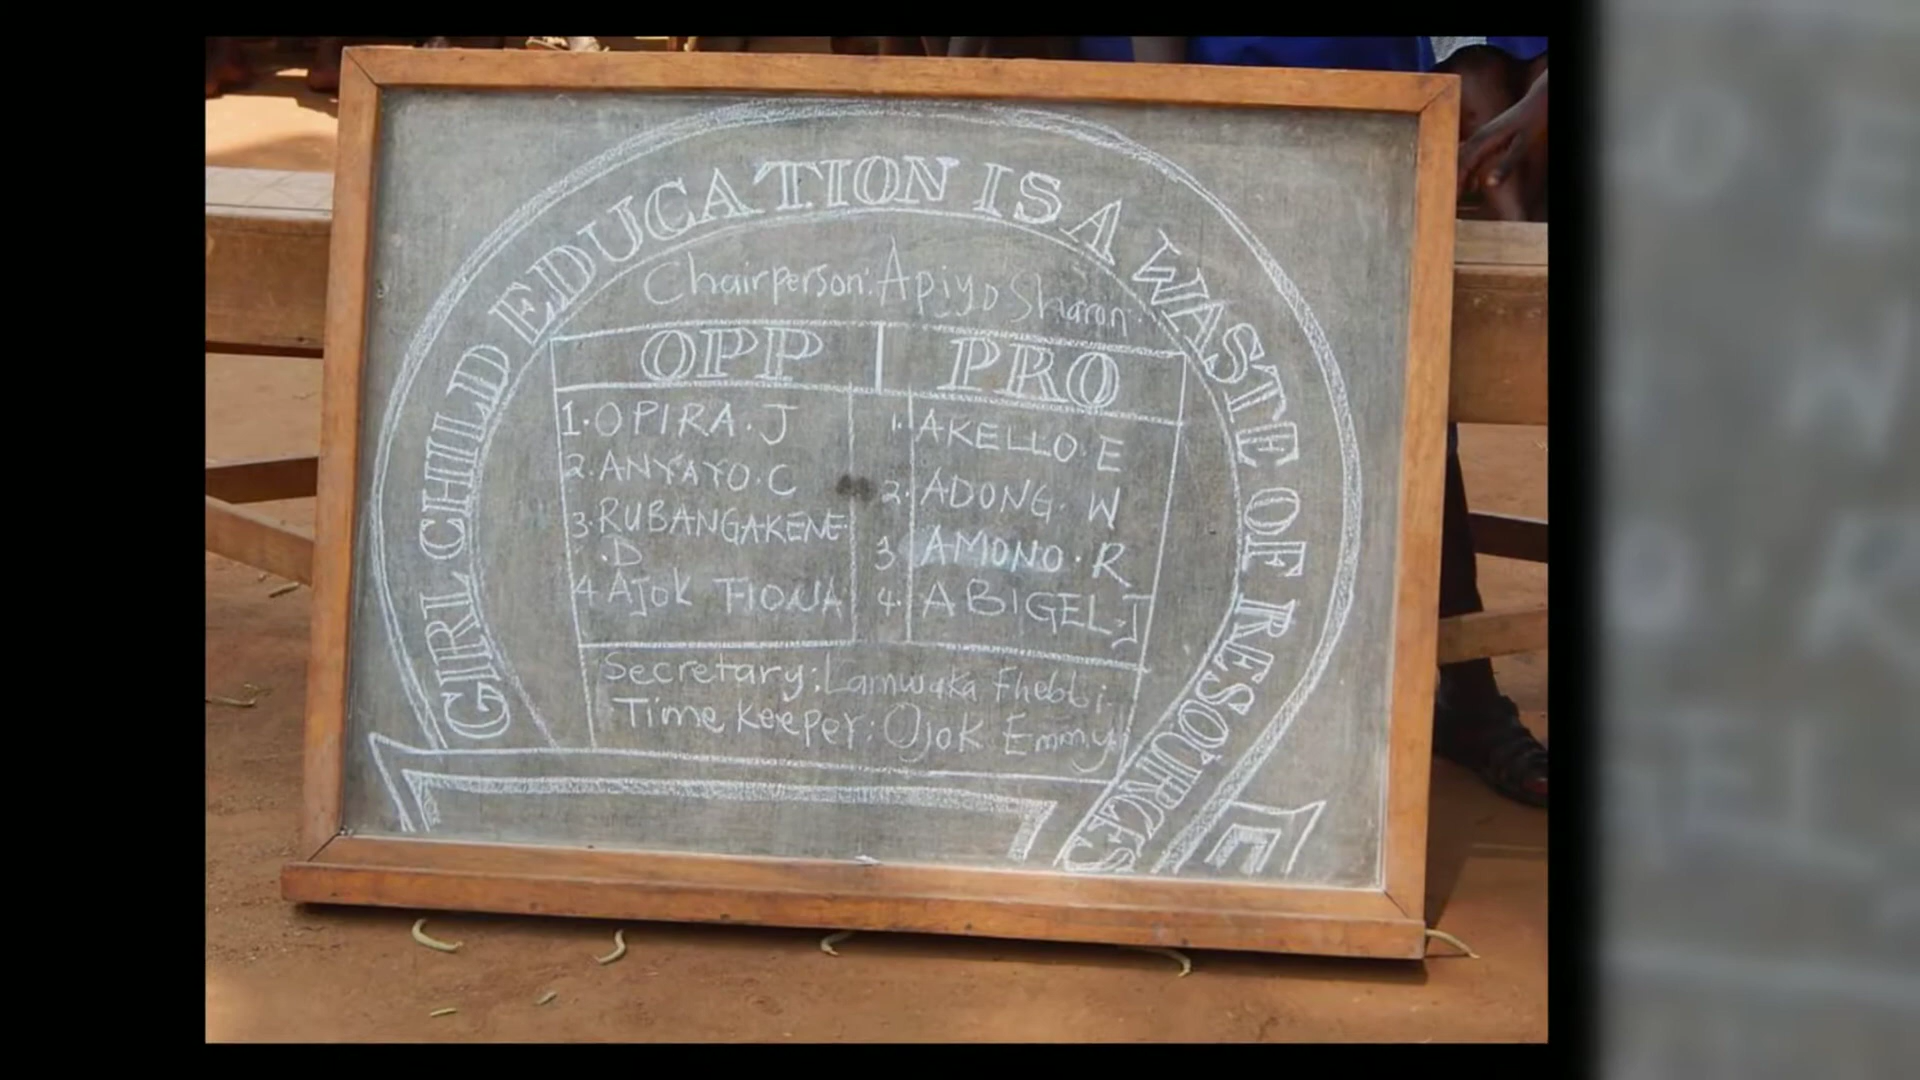 GIRL CHILD EDUCATION IS A WASTE OF RESOURCES
Chairperson: Apiyo Sharon
OPP | PRO
1. OPIRA. J
2. ANYAYO. C
3. RUBANGAKENE
. D
4 AJOK FIONA
1. AKELLO. E
2. ADONG. W
3 AMONO. R
4. ABIGEL. J
Secretary: Lamwaka Fhebbi
Time keeper: Ojok Emmy